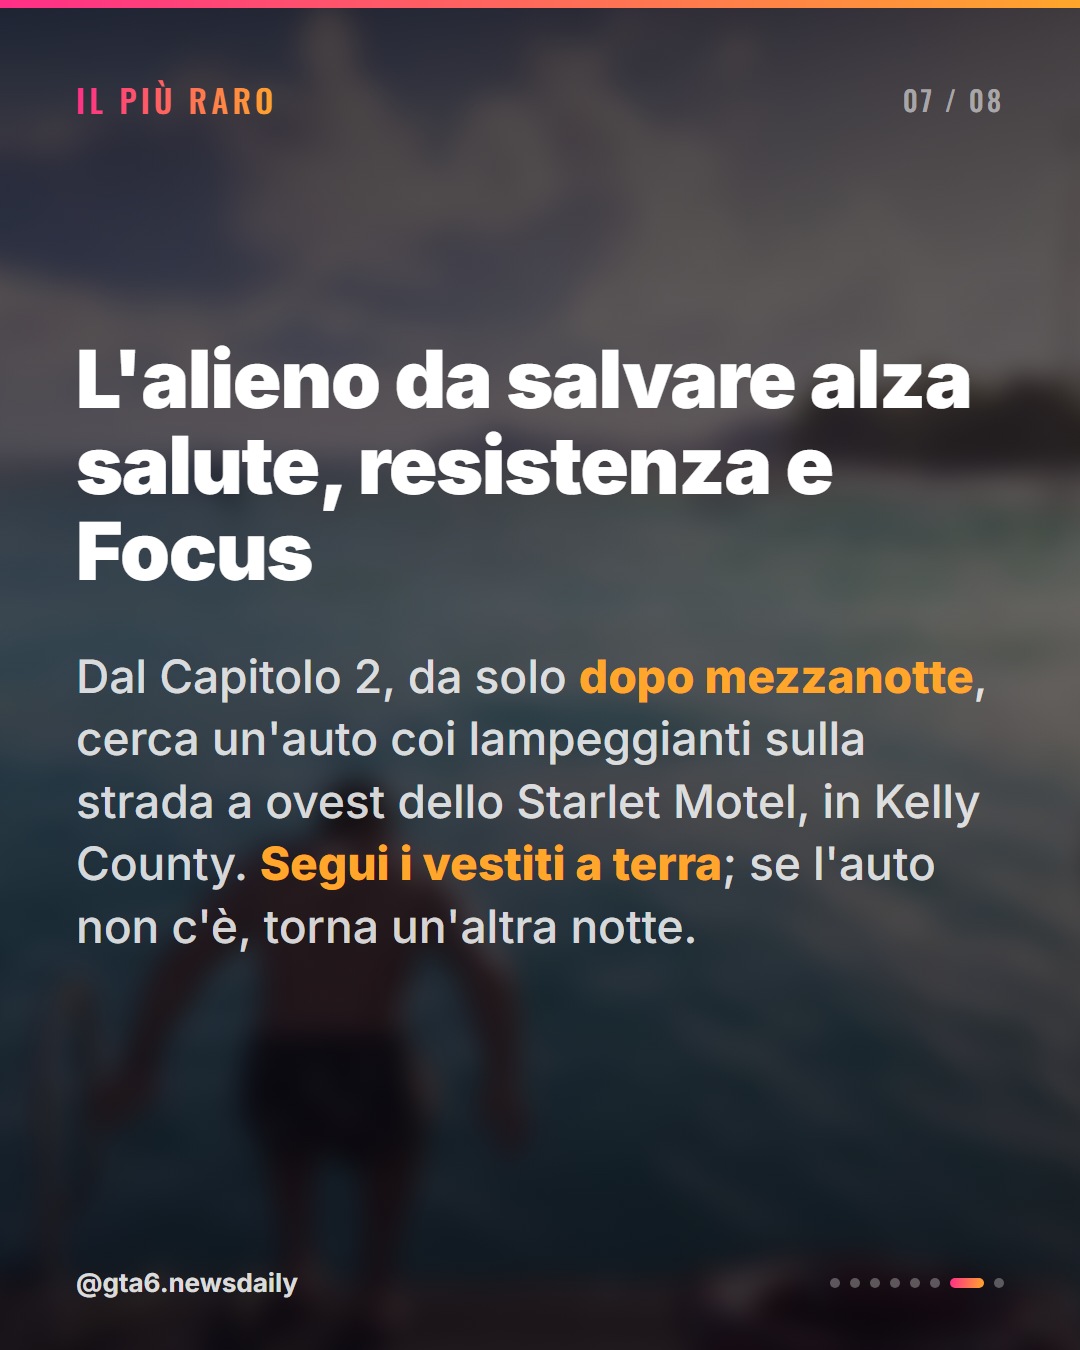 IL PIÙ RARO
07 / 08
L'alieno da salvare alza
salute, resistenza e
Focus
Dal Capitolo 2, da solo dopo mezzanotte,
cerca un'auto coi lampeggianti sulla
strada a ovest dello Starlet Motel, in Kelly
County. Segui i vestiti a terra; se l'auto
non c'è, torna un'altra notte.
@gta6.newsdaily